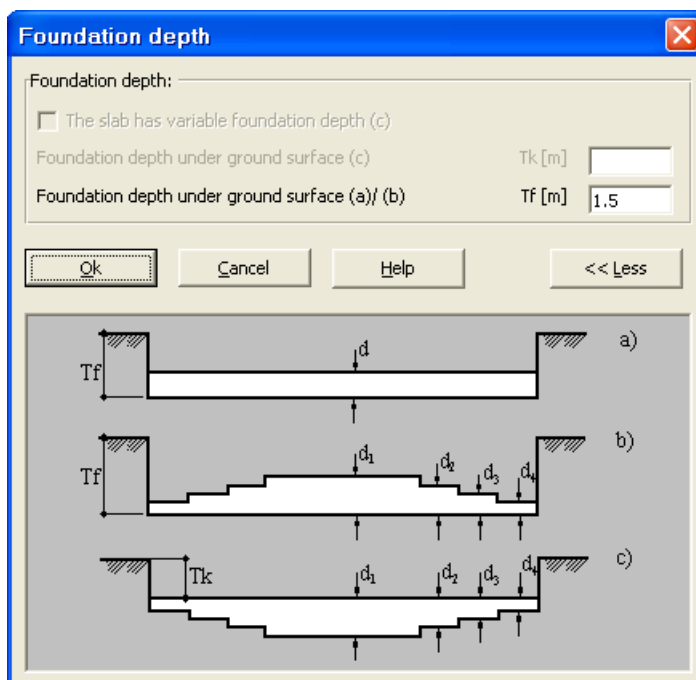 Foundation depth
Foundation depth:
The slab has variable foundation depth (c)
Foundation depth under ground surface (c) Tk [m]
Foundation depth under ground surface (a)/ (b) Tf [m] 1.5
Ok Cancel Help << Less
d a)
Tf
d1 d2 d3 d4 b)
Tf
d1 d2 d3 d4 c)
Tk